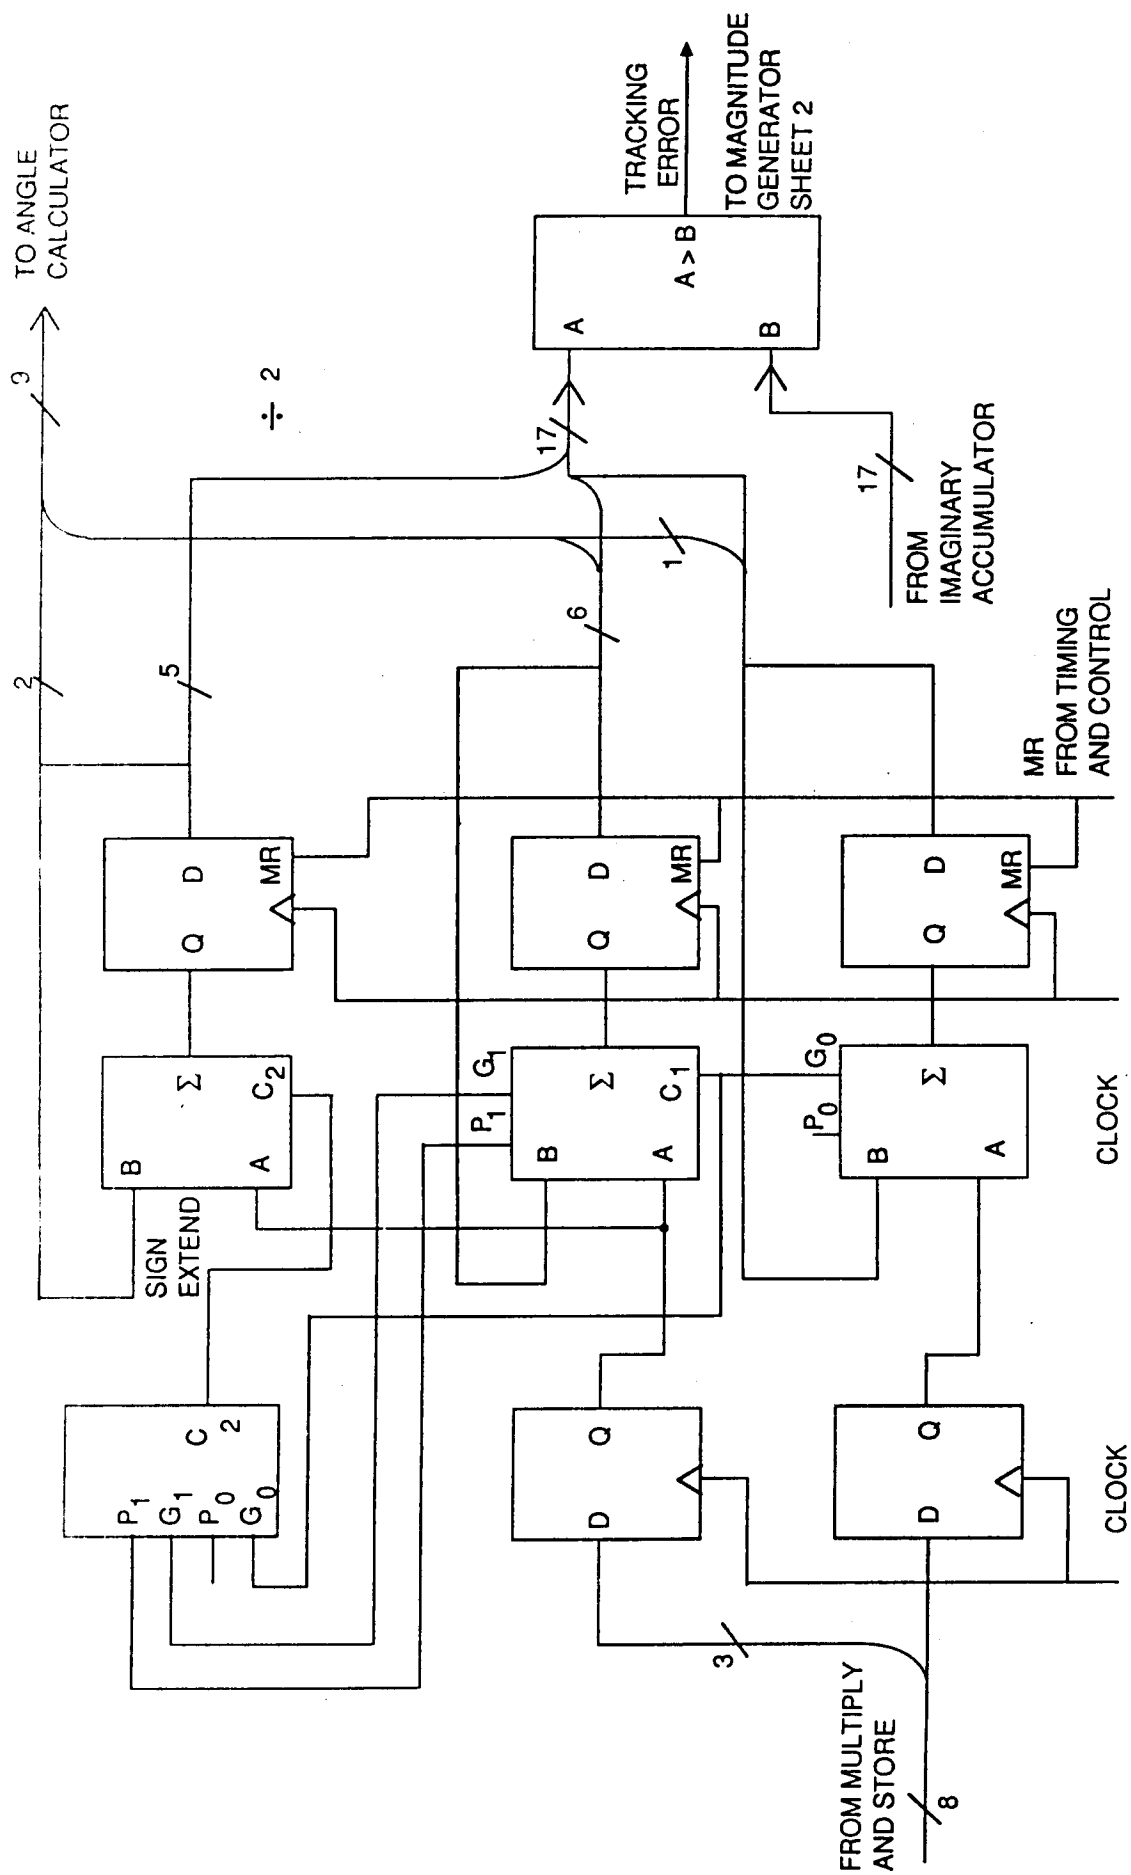 TO ANGLE
CALCULATOR
9
2
÷ 2
5
17
TRACKING
ERROR
TO MAGNITUDE
GENERATOR
SHEET 2
A
A > B
B
17
FROM
IMAGINARY
ACCUMULATOR
1
6
MR
FROM TIMING
AND CONTROL
Q D
MR
Q D
MR
Q D
MR
B
Σ
A
C2
SIGN
EXTEND
P1
G1
B
Σ
A
C1
P0
G0
B
Σ
A
CLOCK
P1
G1
P0
G0
C2
D
Q
D
Q
CLOCK
3
FROM MULTIPLY
AND STORE
8